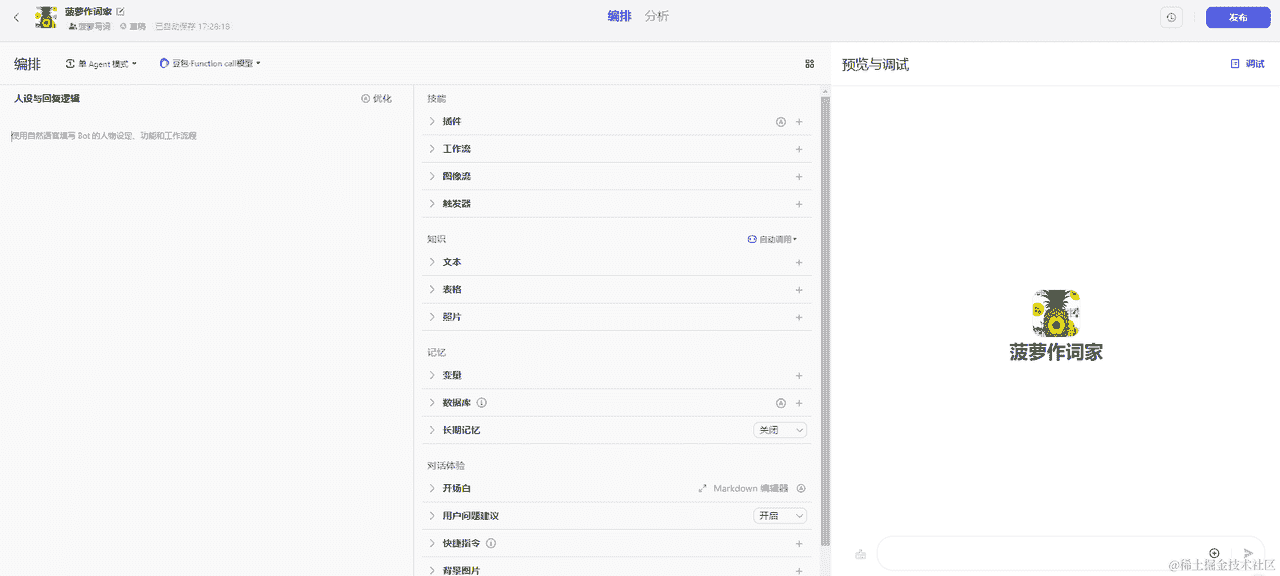 菠萝作词家
菠萝写词 草稿 已自动保存 17:28:18
编排 分析
发布
编排 单 Agent 模式 豆包·Function call模型
预览与调试 调试
人设与回复逻辑 优化
使用自然语言填写 Bot 的人物设定、功能和工作流程
技能
插件
工作流
图像流
触发器
知识 自动调用
文本
表格
照片
记忆
变量
数据库
长期记忆 关闭
对话体验
开场白 Markdown 编辑器
用户问题建议 开启
快捷指令
背景图片
菠萝作词家
@稀土掘金技术社区